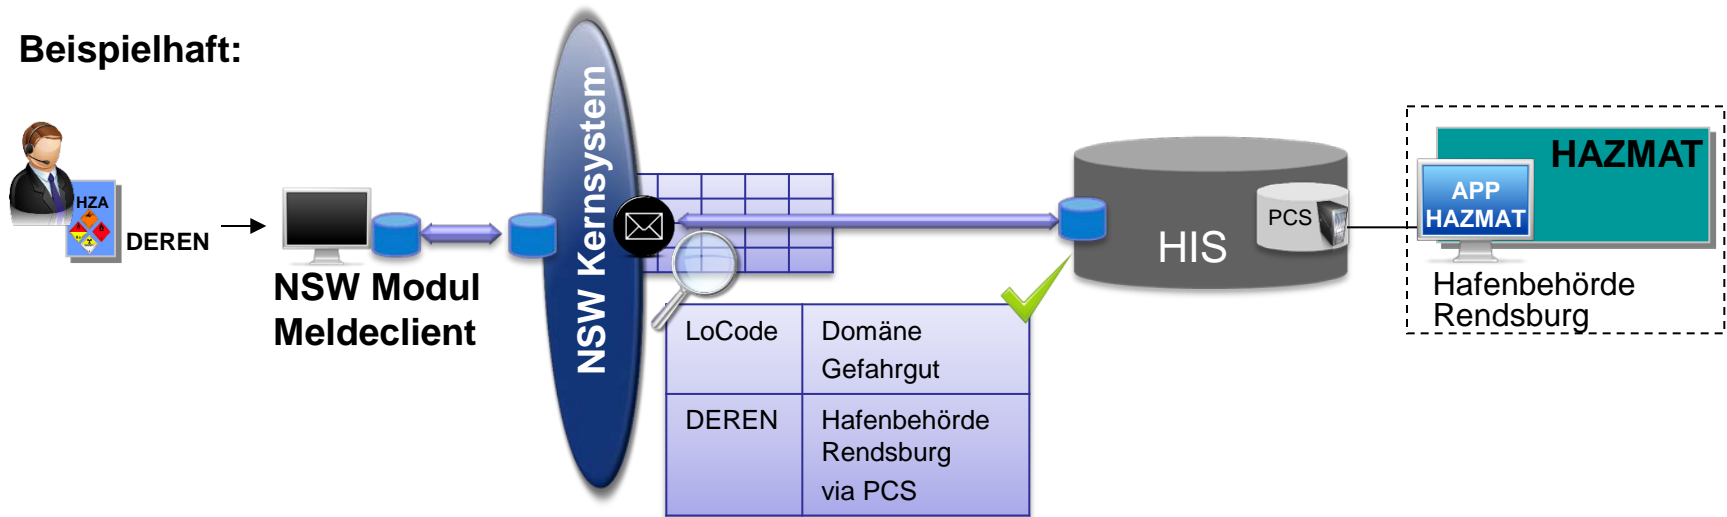 Beispielhaft:
HZA
DEREN
NSW Modul
Meldeclient
NSW Kernsystem
LoCode
Domäne
Gefahrgut
DEREN
Hafenbehörde
Rendsburg
via PCS
HIS
PCS
HAZMAT
APP
HAZMAT
Hafenbehörde
Rendsburg